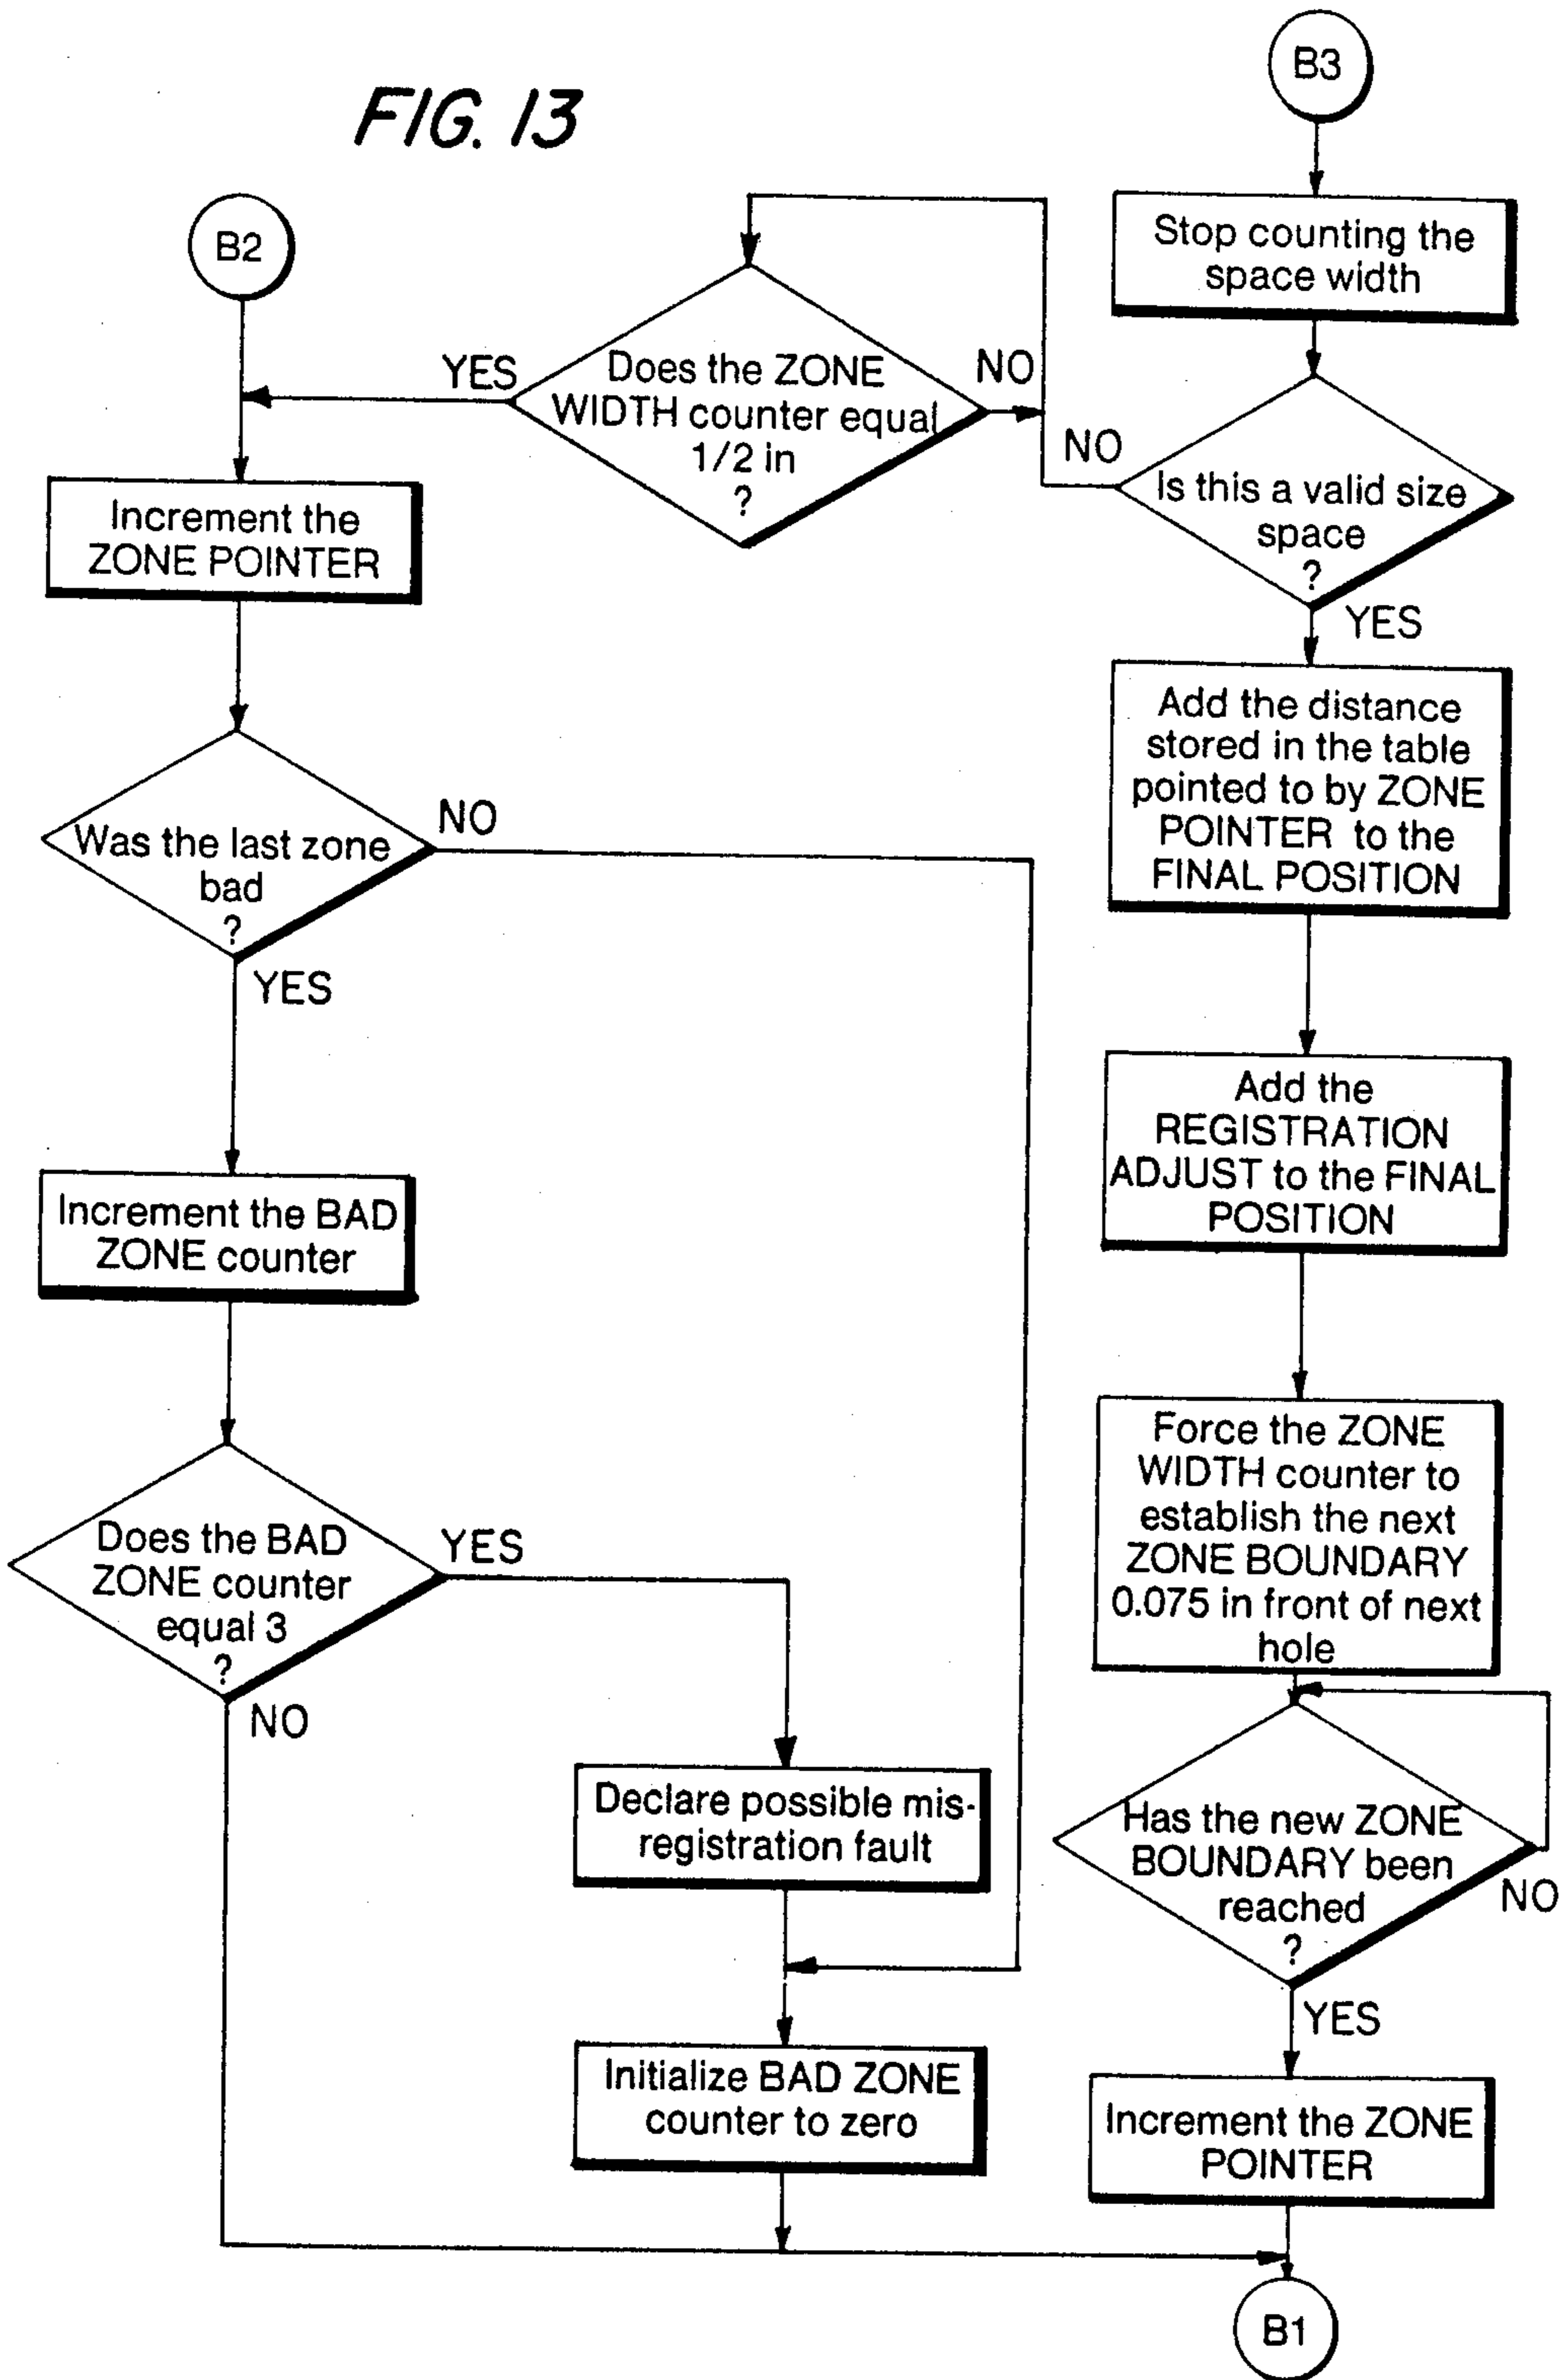 FIG. 13
B3
Stop counting the
space width
B2
Does the ZONE
WIDTH counter equal
1/2 in
?
YES
NO
Is this a valid size
space
?
NO
YES
Increment the
ZONE POINTER
Add the distance
stored in the table
pointed to by ZONE
POINTER to the
FINAL POSITION
Was the last zone
bad
?
NO
YES
Add the
REGISTRATION
ADJUST to the FINAL
POSITION
Increment the BAD
ZONE counter
Force the ZONE
WIDTH counter to
establish the next
ZONE BOUNDARY
0.075 in front of next
hole
Does the BAD
ZONE counter
equal 3
?
YES
NO
Declare possible mis-
registration fault
Has the new ZONE
BOUNDARY been
reached
?
NO
YES
Initialize BAD ZONE
counter to zero
Increment the ZONE
POINTER
B1